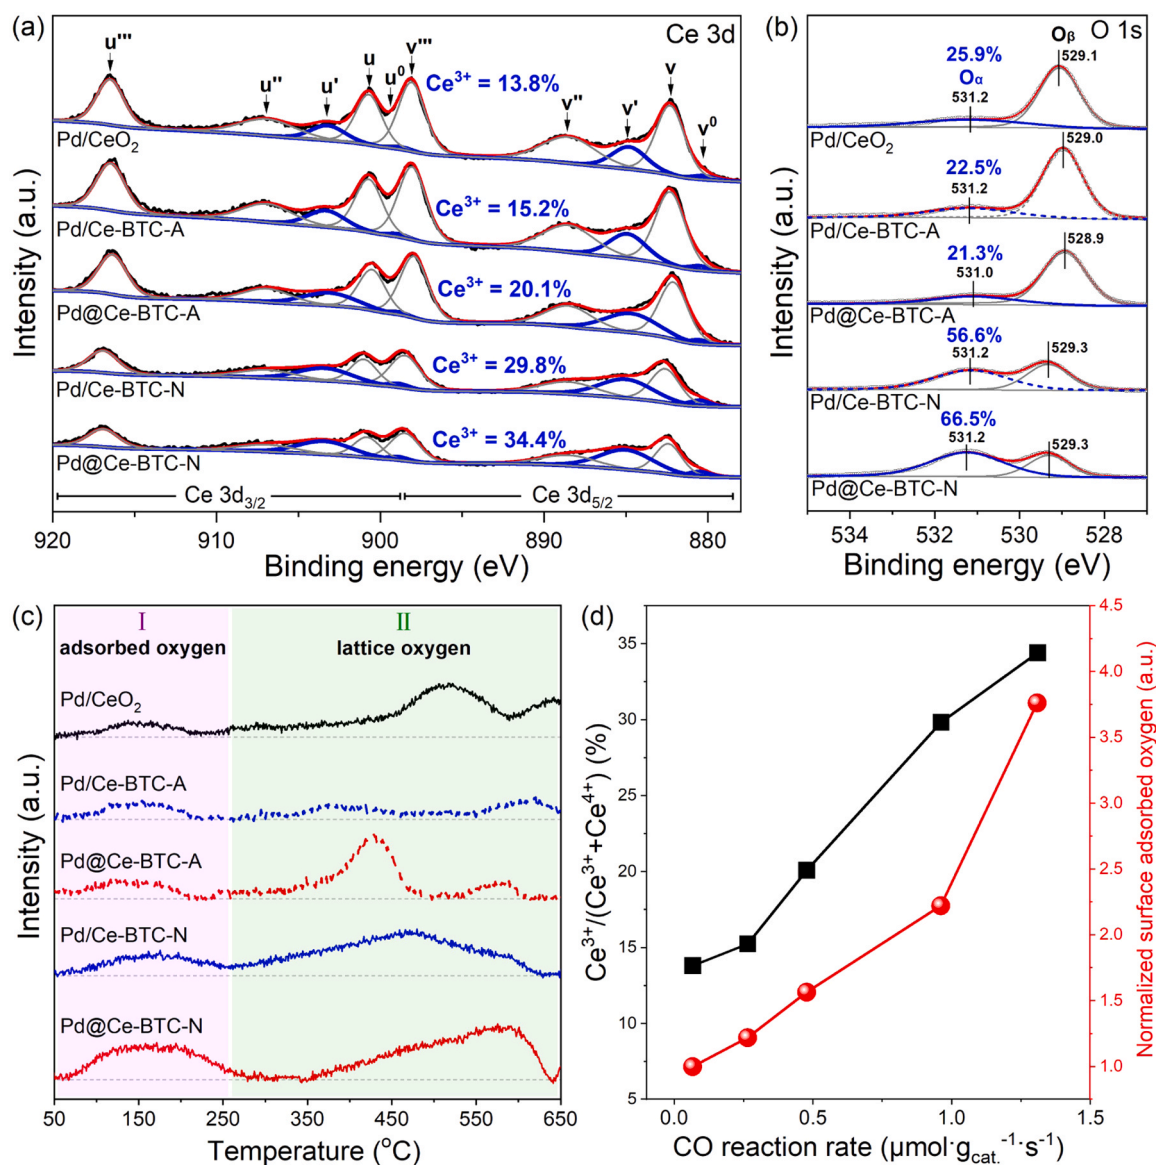 (a)
Ce 3d
u''' u'' u' u u⁰ v''' v'' v' v v⁰
Ce³⁺ = 13.8%
Pd/CeO₂
Ce³⁺ = 15.2%
Pd/Ce-BTC-A
Ce³⁺ = 20.1%
Pd@Ce-BTC-A
Ce³⁺ = 29.8%
Pd/Ce-BTC-N
Ce³⁺ = 34.4%
Pd@Ce-BTC-N
Ce 3d₃/₂ Ce 3d₅/₂
920 910 900 890 880
Binding energy (eV)
Intensity (a.u.)
(b)
O 1s
Oβ
25.9%
529.1
Oα
531.2
Pd/CeO₂
529.0
22.5%
531.2
Pd/Ce-BTC-A
528.9
21.3%
531.0
Pd@Ce-BTC-A
56.6%
531.2
529.3
Pd/Ce-BTC-N
66.5%
531.2
529.3
Pd@Ce-BTC-N
534 531 529 528
Binding energy (eV)
Intensity (a.u.)
(c)
I II
adsorbed oxygen lattice oxygen
Pd/CeO₂
Pd/Ce-BTC-A
Pd@Ce-BTC-A
Pd/Ce-BTC-N
Pd@Ce-BTC-N
50 150 250 350 450 550 650
Temperature (°C)
Intensity (a.u.)
(d)
35
30
25
20
15
10
5
Ce³⁺/(Ce³⁺+Ce⁴⁺) (%)
4.5
4.0
3.5
3.0
2.5
2.0
1.5
1.0
Normalized surface adsorbed oxygen (a.u.)
0.0 0.5 1.0 1.5
CO reaction rate (μmol·g_cat.⁻¹·s⁻¹)